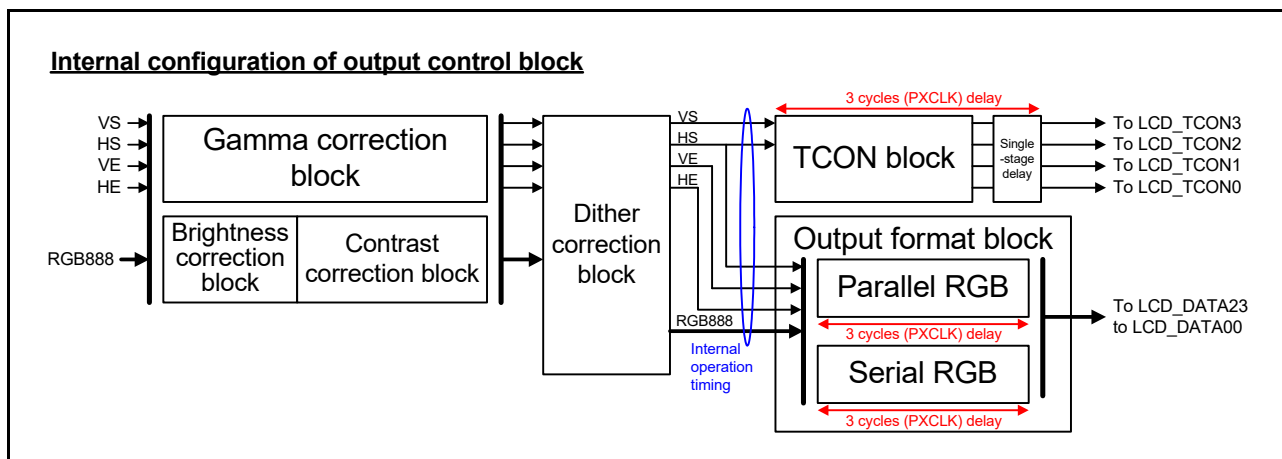 Internal configuration of output control block
VS
HS
VE
HE
RGB888
Gamma correction
block
Brightness
correction
block
Contrast
correction block
Dither
correction
block
VS
HS
VE
HE
RGB888
Internal
operation
timing
3 cycles (PXCLK) delay
TCON block
Single
-stage
delay
To LCD_TCON3
To LCD_TCON2
To LCD_TCON1
To LCD_TCON0
Output format block
Parallel RGB
3 cycles (PXCLK) delay
Serial RGB
3 cycles (PXCLK) delay
To LCD_DATA23
to LCD_DATA00